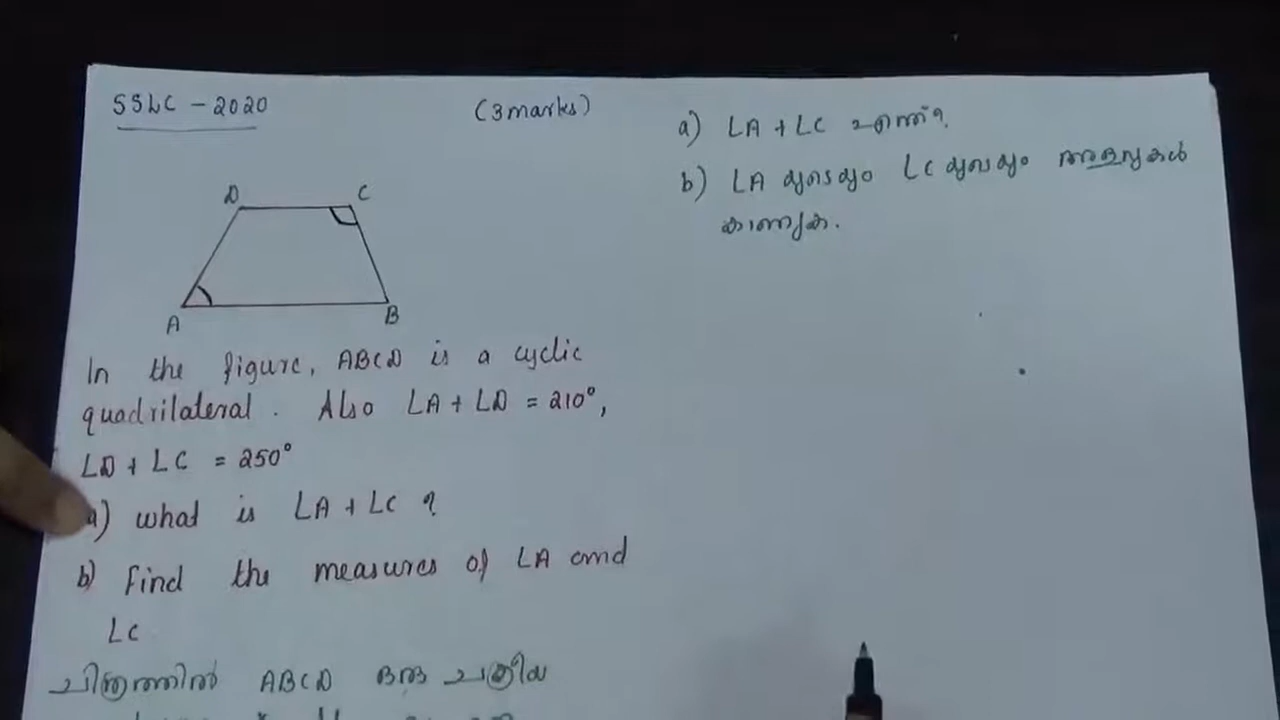 SSLC - 2020 (3marks)
D C
A B
In the figure, ABCD is a cyclic
quadrilateral. Also ∠A + ∠D = 210°,
∠D + ∠C = 250°
a) what is ∠A + ∠C ?
b) Find the measures of ∠A and
∠C
ചിത്രത്തിൽ ABCD ഒരു ചക്രീയ
a) ∠A + ∠C എന്ത് ?
b) ∠A യുടെയും ∠C യുടെയും അളവുകൾ
കാണുക.